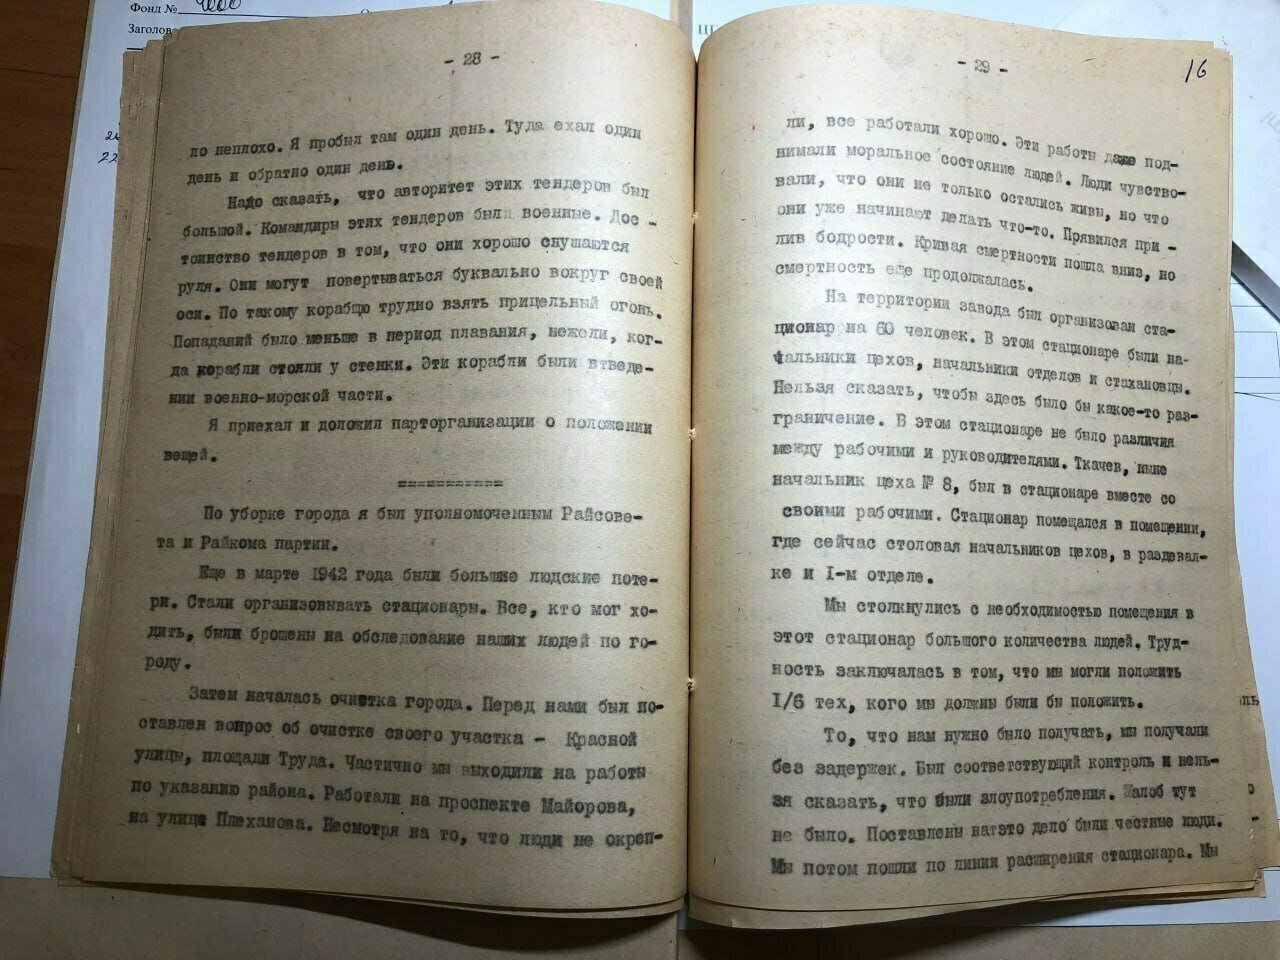 Фонд №
Заголов
- 28 -
ло неплохо. Я пробыл там один день. Туда ехал один
день и обратно один день.
Надо сказать, что авторитет этих тендеров был
большой. Командиры этих тендеров были военные. Дос -
тоинство тендеров в том, что они хорошо слушаются
руля. Они могут повертываться буквально вокруг своей
оси. По такому кораблю трудно взять прицельный огонь.
Попаданий было меньше в период плавания, нежели, ког-
да корабли стояли у стенки. Эти корабли были в введе-
нии военно-морской части.
Я приехал и доложил парторганизации о положении
вещей.
============
По уборке города я был уполномоченным Райсове-
та и Райкома партии.
Еще в марте 1942 года были большие людские поте-
ри. Стали организовывать стационары. Все, кто мог хо-
дить, были брошены на обследование наших людей по го-
роду.
Затем началась очистка города. Перед нами был по-
ставлен вопрос об очистке своего участка - Красной
улицы, площади Труда. Частично мы выходили на работы
по указанию района. Работали на проспекте Майорова,
на улице Плеханова. Несмотря на то, что люди не окреп-
- 29 -
16
ли, все работали хорошо. Эти работы даже под-
нимали моральное состояние людей. Люди чувство-
вали, что они не только остались живы, но что
они уже начинают делать что-то. Прявился при -
лив бодрости. Кривая смертности пошла вниз, но
смертность еще продолжалась.
На территории завода был организован ста-
ционар на 60 человек. В этом стационаре были на-
чальники цехов, начальники отделов и стахановцы.
Нельзя сказать, чтобы здесь было бы какое-то раз-
граничение. В этом стационаре не было различия
между рабочими и руководителями. Ткачев, ныне
начальник цеха № 8, был в стационаре вместе со
своими рабочими. Стационар помещался в помещении,
где сейчас столовая начальников цехов, в раздевал-
ке и I-м отделе.
Мы столкнулись с необходимостью помещения в
этот стационар большого количества людей. Труд-
ность заключалась в том, что мы могли положить
I/6 тех, кого мы должны были бы положить.
То, что нам нужно было получать, мы получали
без задержек. Был соответствующий контроль и нель-
зя сказать, что были злоупотребления. Жалоб тут
не было. Поставлены на это дело были честные люди.
Мы потом пошли по линии расширения стационара. Мы